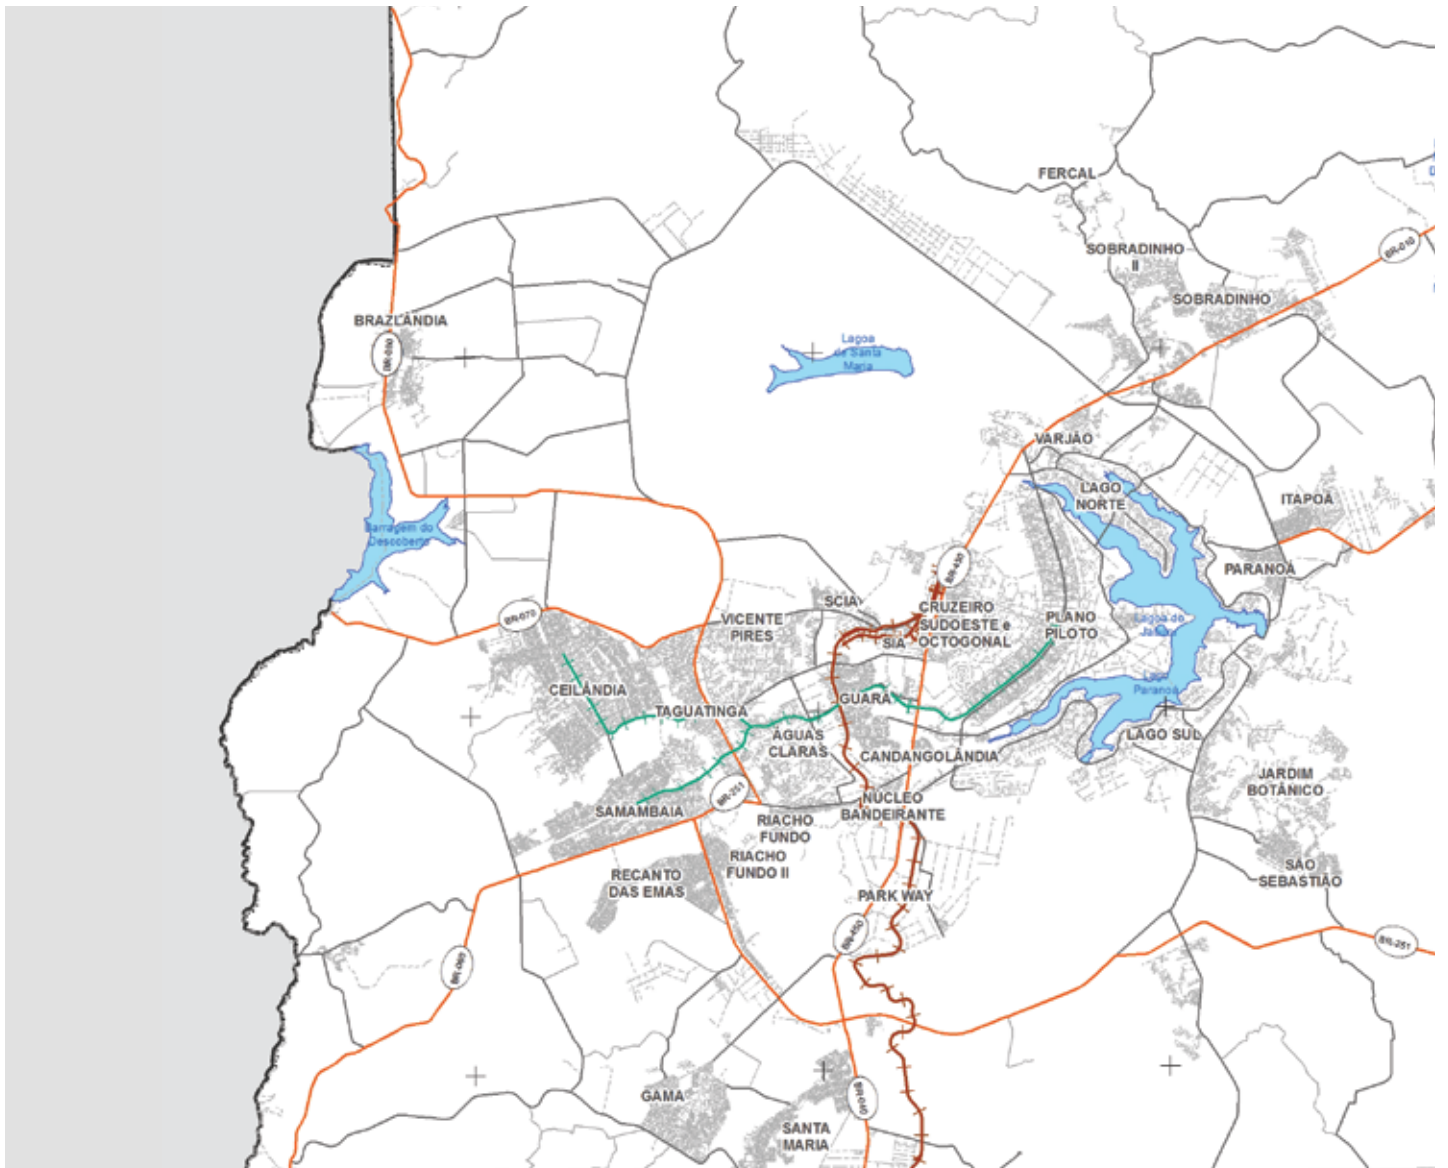 FERCAL
SOBRADINHO
II
BR-010
SOBRADINHO
BRAZLÂNDIA
BR-080
Lagoa
de Santa
Maria
VARJÃO
LAGO
NORTE
ITAPOÃ
Barragem do
Descoberto
BR-450
PARANOÁ
SCIA
CRUZEIRO
SUDOESTE e
OCTOGONAL
BR-070
VICENTE
PIRES
PLANO
PILOTO
SIA
Lagoa do
CEILÂNDIA
GUARÁ
Lago
Paranoá
TAGUATINGA
ÁGUAS
CLARAS
LAGO SUL
CANDANGOLÂNDIA
JARDIM
BOTÂNICO
BR-251
SAMAMBAIA
NÚCLEO
BANDEIRANTE
RIACHO
FUNDO
RIACHO
FUNDO II
RECANTO
DAS EMAS
SÃO
SEBASTIÃO
PARK WAY
BR-450
BR-251
BR-060
GAMA
BR-040
SANTA
MARIA